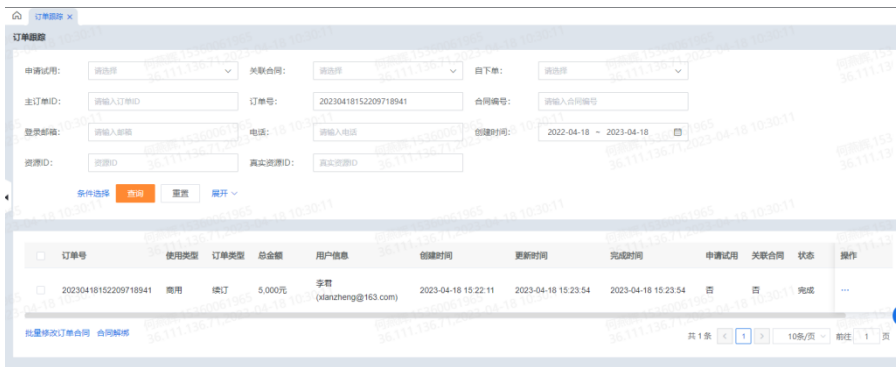 订单跟踪 ×
订单跟踪
申请试用： 请选择 关联合同： 请选择 自下单： 请选择
主订单ID： 请输入订单ID 订单号： 20230418152209718941 合同编号： 请输入合同编号
登录邮箱： 请输入邮箱 电话： 请输入电话 创建时间： 2022-04-18 ~ 2023-04-18
资源ID： 资源ID 真实资源ID： 真实资源ID
条件选择 查询 重置 展开
订单号 使用类型 订单类型 总金额 用户信息 创建时间 更新时间 完成时间 申请试用 关联合同 状态 操作
20230418152209718941 商用 续订 5,000元 李君 (xlanzheng@163.com) 2023-04-18 15:22:11 2023-04-18 15:23:54 2023-04-18 15:23:54 否 否 完成 ...
批量修改订单合同 合同解绑
共 1 条 < 1 > 10条/页 前往 1 页